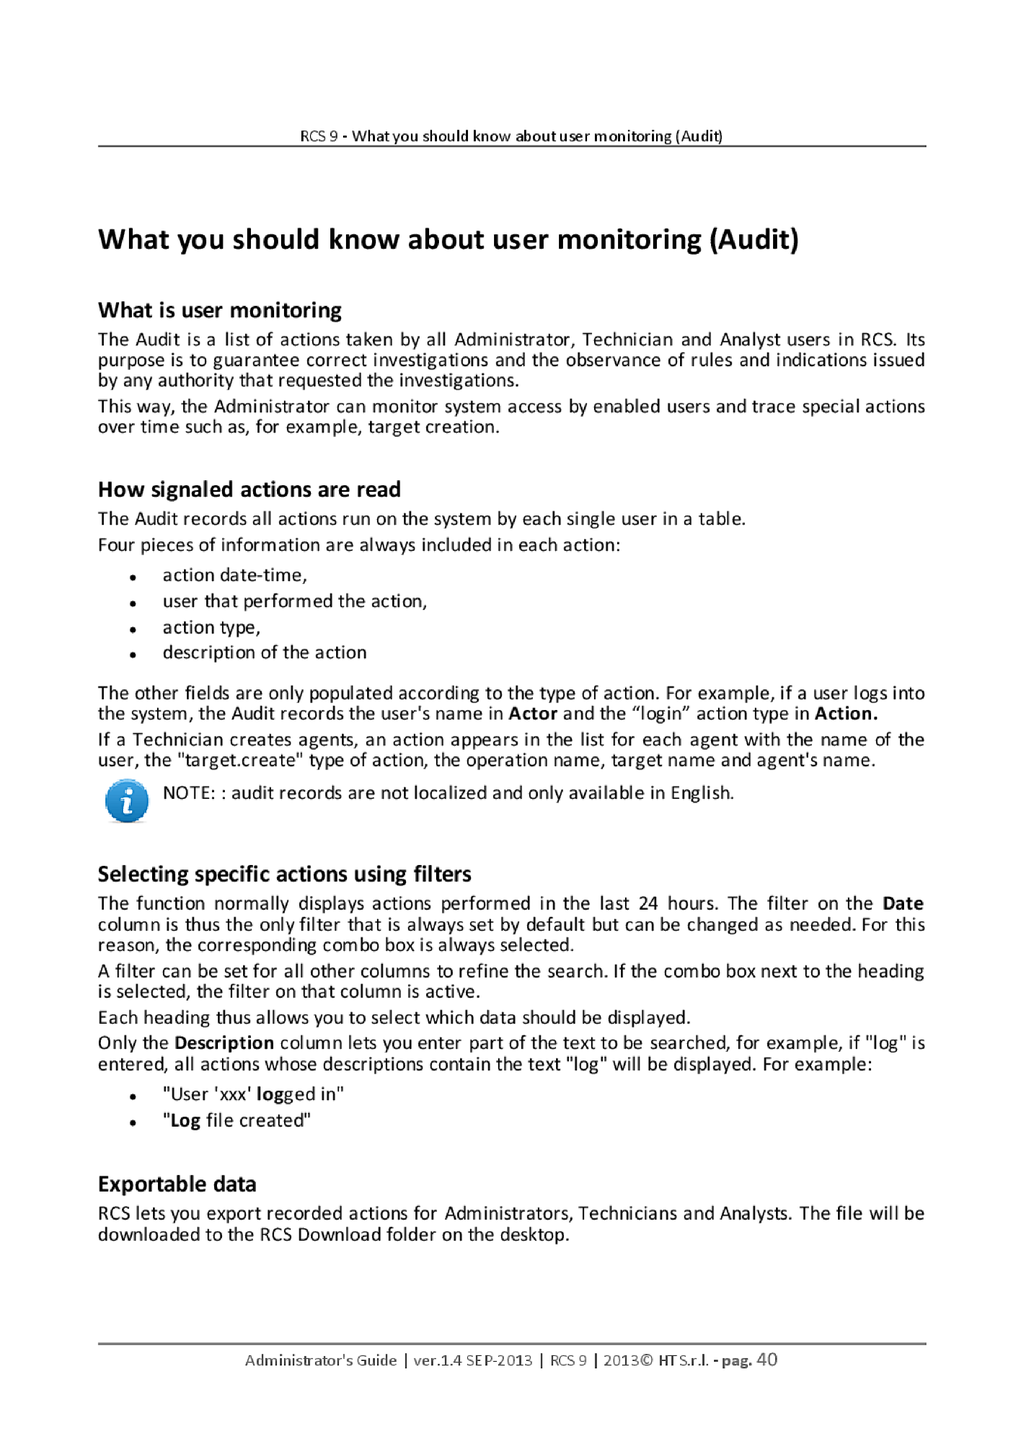 RCS 9 - What you should know about user monitoring (Audit)
What you should know about user monitoring (Audit)
What is user monitoring
The Audit is a list of actions taken by all Administrator, Technician and Analyst users in RCS. Its
purpose is to guarantee correct investigations and the observance of rules and indications issued
by any authority that requested the investigations.
This way, the Administrator can monitor system access by enabled users and trace special actions
over time such as, for example, target creation.
How signaled actions are read
The Audit records all actions run on the system by each single user in a table.
Four pieces of information are always included in each action:
• action date-time,
• user that performed the action,
• action type,
• description of the action
The other fields are only populated according to the type of action. For example, if a user logs into
the system, the Audit records the user's name in Actor and the “login” action type in Action.
If a Technician creates agents, an action appears in the list for each agent with the name of the
user, the "target.create" type of action, the operation name, target name and agent's name.
NOTE: : audit records are not localized and only available in English.
Selecting specific actions using filters
The function normally displays actions performed in the last 24 hours. The filter on the Date
column is thus the only filter that is always set by default but can be changed as needed. For this
reason, the corresponding combo box is always selected.
A filter can be set for all other columns to refine the search. If the combo box next to the heading
is selected, the filter on that column is active.
Each heading thus allows you to select which data should be displayed.
Only the Description column lets you enter part of the text to be searched, for example, if "log" is
entered, all actions whose descriptions contain the text "log" will be displayed. For example:
• "User 'xxx' logged in"
• "Log file created"
Exportable data
RCS lets you export recorded actions for Administrators, Technicians and Analysts. The file will be
downloaded to the RCS Download folder on the desktop.
Administrator's Guide | ver.1.4 SEP-2013 | RCS 9 | 2013© HT S.r.l. - pag. 40